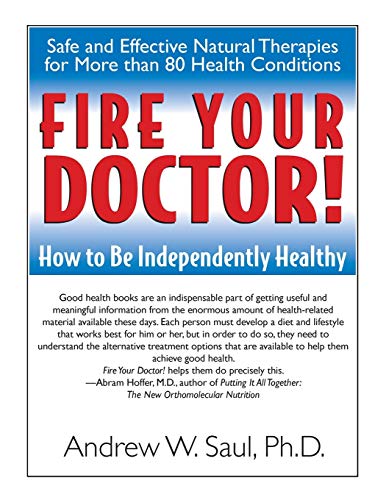 Safe and Effective Natural Therapies
for More than 80 Health Conditions
FIRE YOUR
DOCTOR!
How to Be Independently Healthy
Good health books are an indispensable part of getting useful and
meaningful information from the enormous amount of health-related
material available these days. Each person must develop a diet and lifestyle
that works best for him or her, but in order to do so, they need to
understand the alternative treatment options that are available to help them
achieve good health.
Fire Your Doctor! helps them do precisely this.
—Abram Hoffer, M.D., author of Putting It All Together:
The New Orthomolecular Nutrition
Andrew W. Saul, Ph.D.